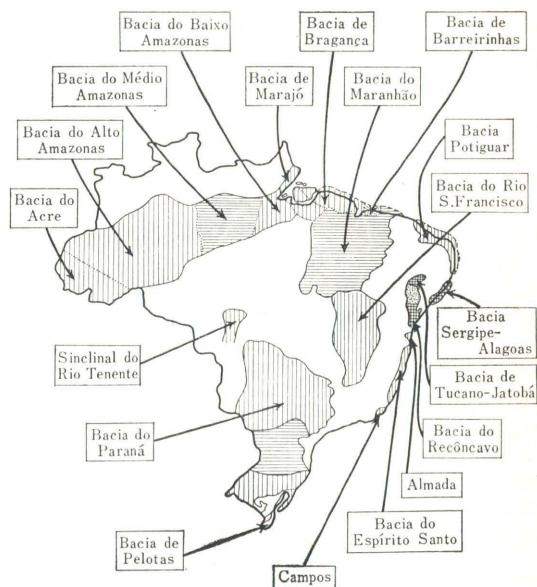 Bacia do Baixo
Amazonas
Bacia de
Bragança
Bacia de
Barreirinhas
Bacia do Médio
Amazonas
Bacia de
Marajó
Bacia do
Maranhão
Bacia do Alto
Amazonas
Bacia
Potiguar
Bacia do
Acre
Bacia do Rio
S.Francisco
Sinclinal do
Rio Tenente
Bacia
Sergipe-
Alagoas
Bacia de
Tucano-Jatobá
Bacia do
Paraná
Bacia do
Recôncavo
Almada
Bacia de
Pelotas
Bacia do
Espírito Santo
Campos